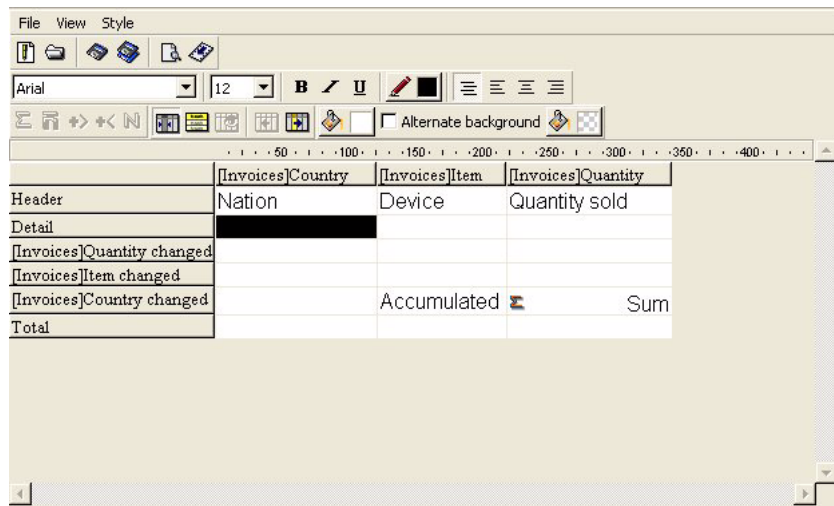 File View Style
Arial 12 B I U
Alternate background
50 100 150 200 250 300 350 400
[Invoices]Country [Invoices]Item [Invoices]Quantity
Header Nation Device Quantity sold
Detail
[Invoices]Quantity changed
[Invoices]Item changed
[Invoices]Country changed Accumulated Σ Sum
Total